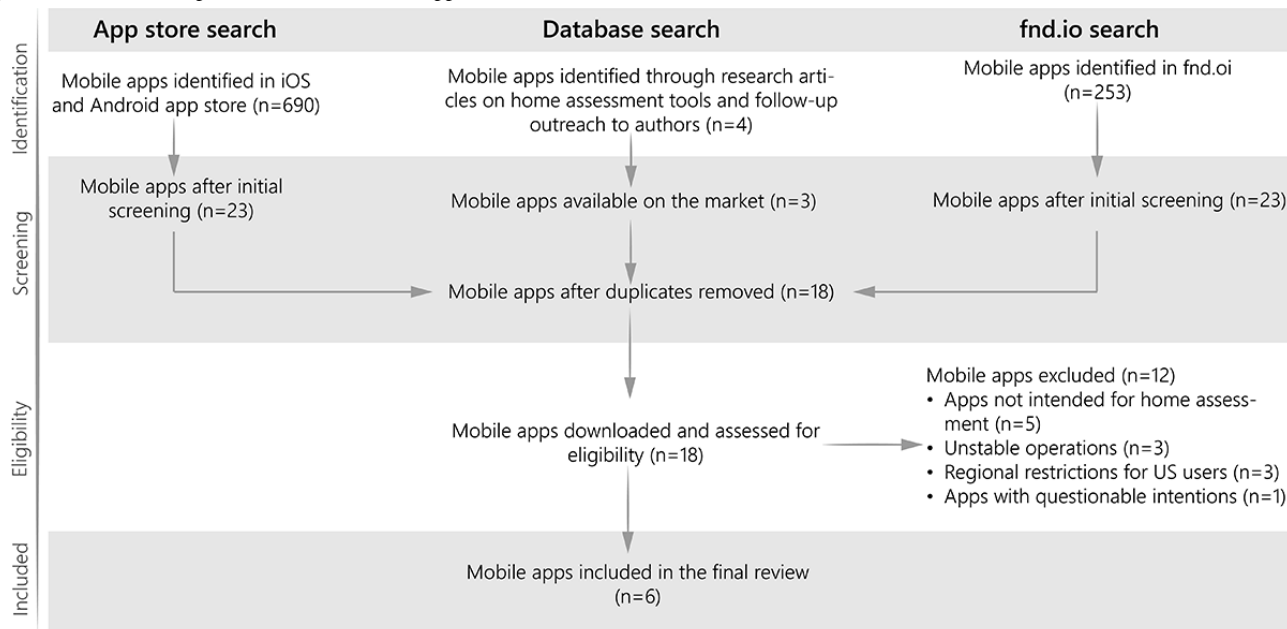 App store search
Database search
fnd.io search
Identification
Mobile apps identified in iOS
and Android app store (n=690)
Mobile apps identified through research arti-
cles on home assessment tools and follow-up
outreach to authors (n=4)
Mobile apps identified in fnd.oi
(n=253)
Screening
Mobile apps after initial
screening (n=23)
Mobile apps available on the market (n=3)
Mobile apps after initial screening (n=23)
Mobile apps after duplicates removed (n=18)
Eligibility
Mobile apps downloaded and assessed for
eligibility (n=18)
Mobile apps excluded (n=12)
• Apps not intended for home assess-
ment (n=5)
• Unstable operations (n=3)
• Regional restrictions for US users (n=3)
• Apps with questionable intentions (n=1)
Included
Mobile apps included in the final review
(n=6)